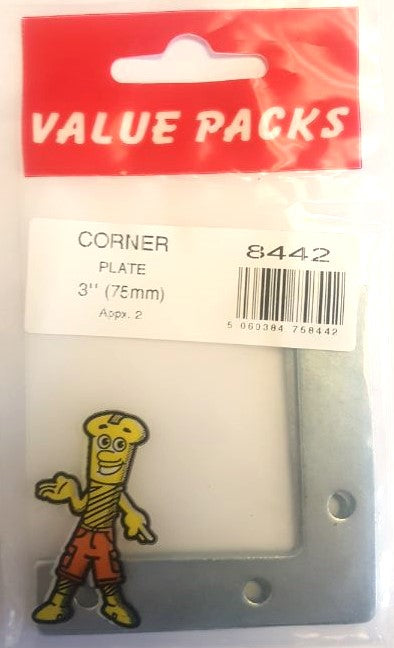 VALUE PACKS
CORNER
PLATE
3" (75mm)
Appx. 2
8442
5 060384 758442